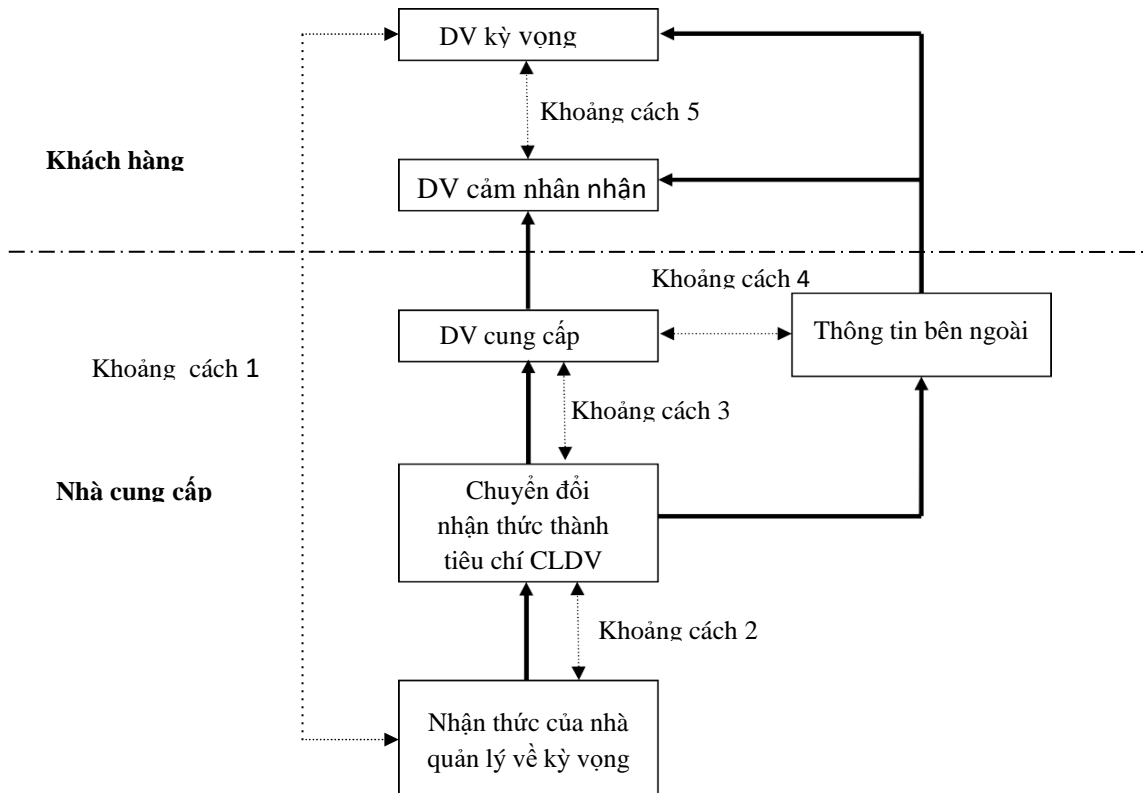 DV kỳ vọng
Khoảng cách 5
Khách hàng
DV cảm nhân nhận
Khoảng cách 4
Thông tin bên ngoài
DV cung cấp
Khoảng cách 1
Khoảng cách 3
Nhà cung cấp
Chuyển đổi
nhận thức thành
tiêu chí CLDV
Khoảng cách 2
Nhận thức của nhà
quản lý về kỳ vọng